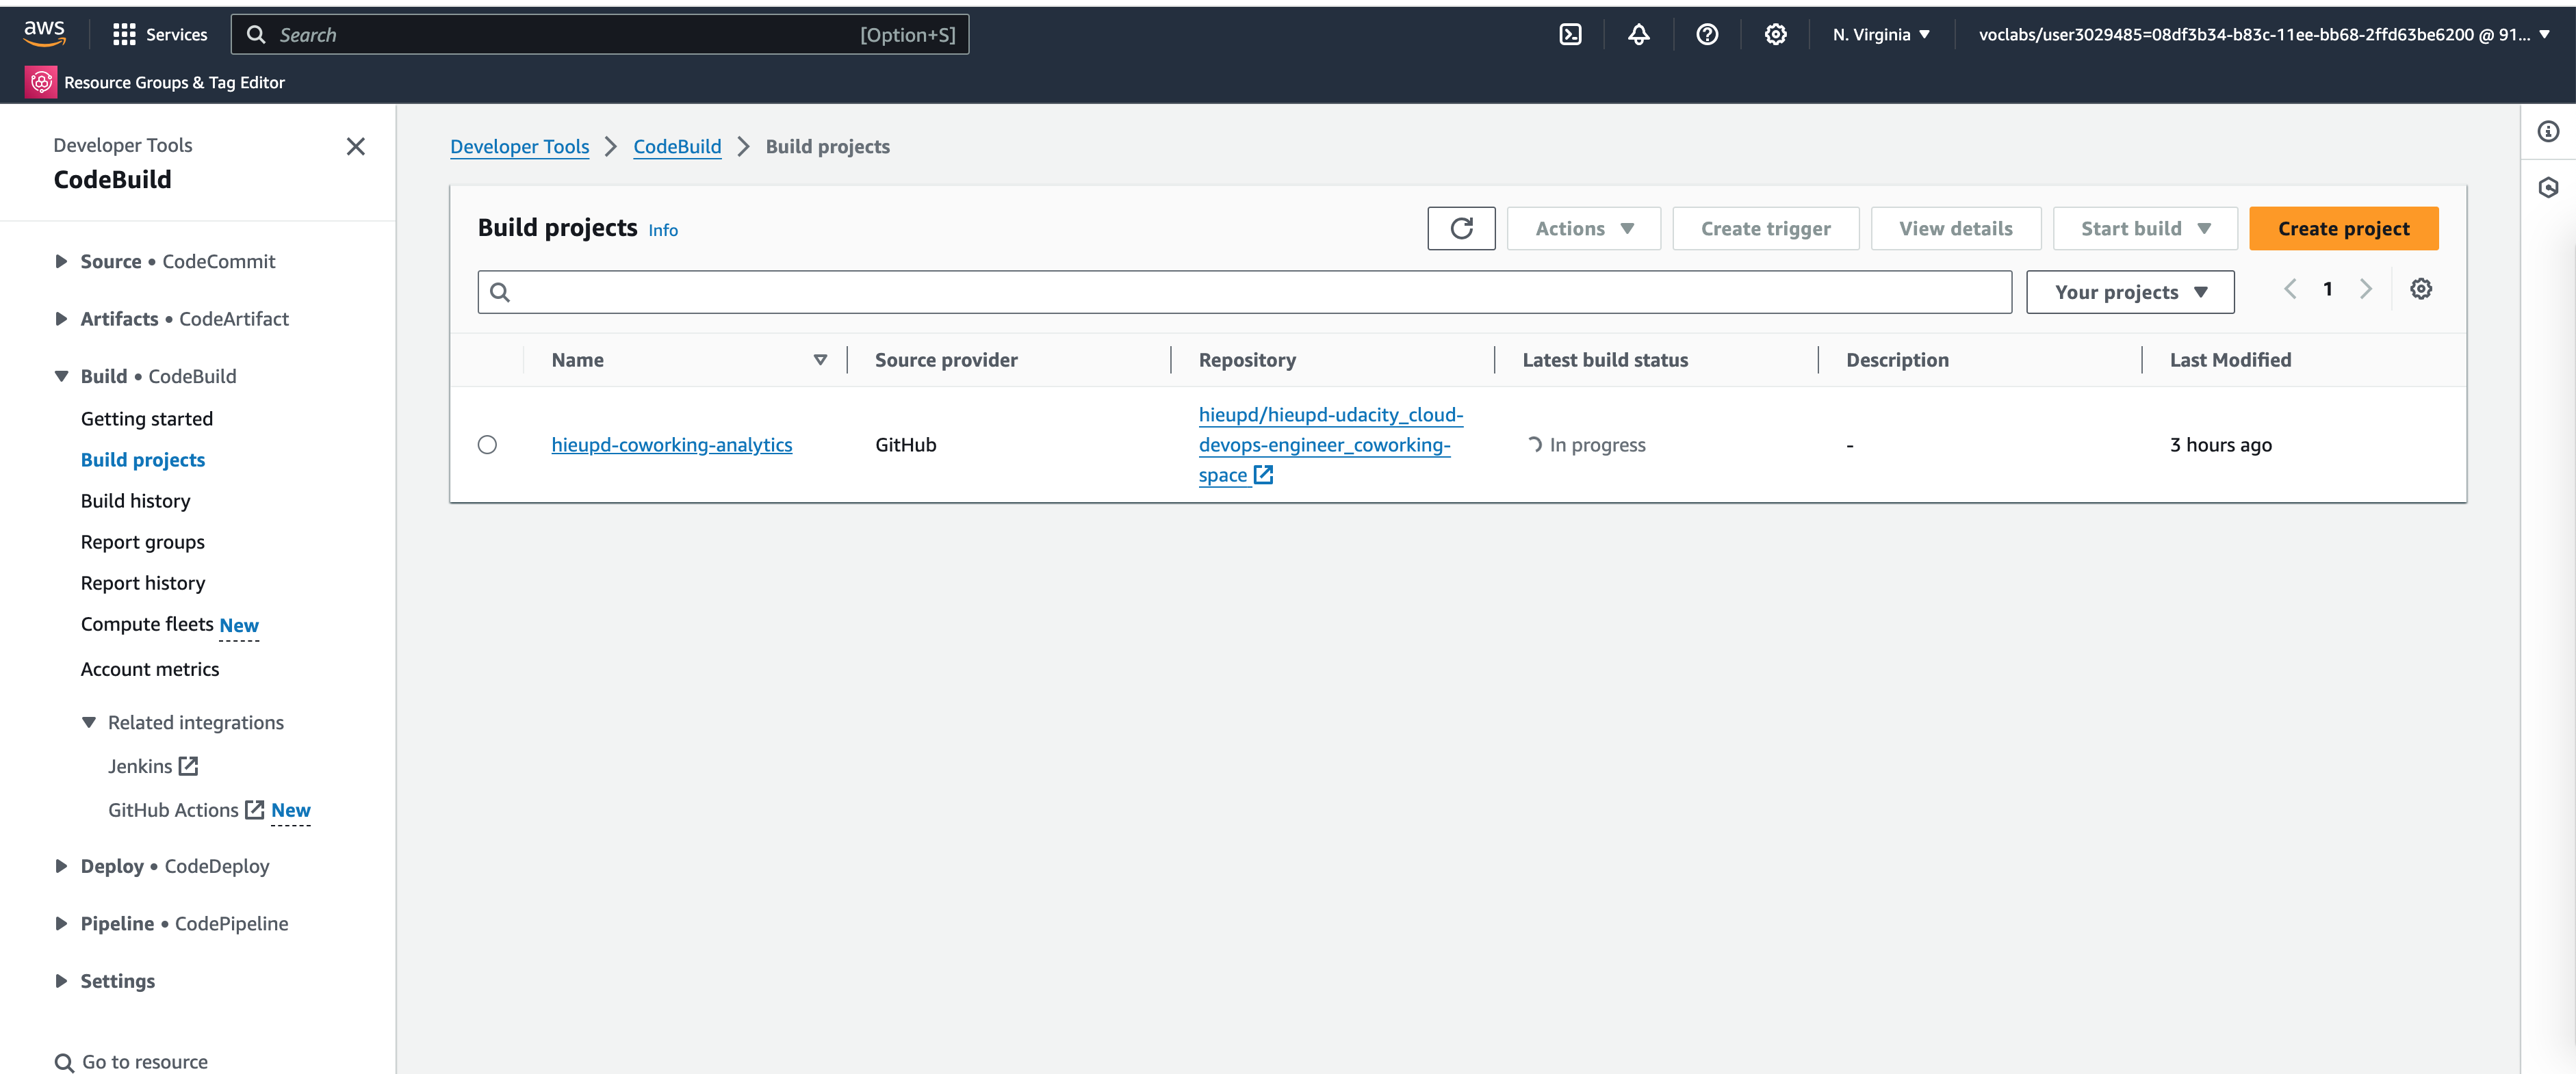 aws
Services
Search
[Option+S]
N. Virginia
voclabs/user3029485=08df3b34-b83c-11ee-bb68-2ffd63be6200 @ 91...
Resource Groups & Tag Editor
Developer Tools
CodeBuild
Source • CodeCommit
Artifacts • CodeArtifact
Build • CodeBuild
Getting started
Build projects
Build history
Report groups
Report history
Compute fleets New
Account metrics
Related integrations
Jenkins
GitHub Actions New
Deploy • CodeDeploy
Pipeline • CodePipeline
Settings
Go to resource
Developer Tools
CodeBuild
Build projects
Build projects Info
Actions
Create trigger
View details
Start build
Create project
Your projects
1
Name
Source provider
Repository
Latest build status
Description
Last Modified
hieupd-coworking-analytics
GitHub
hieupd/hieupd-udacity_cloud-
devops-engineer_coworking-
space
In progress
-
3 hours ago